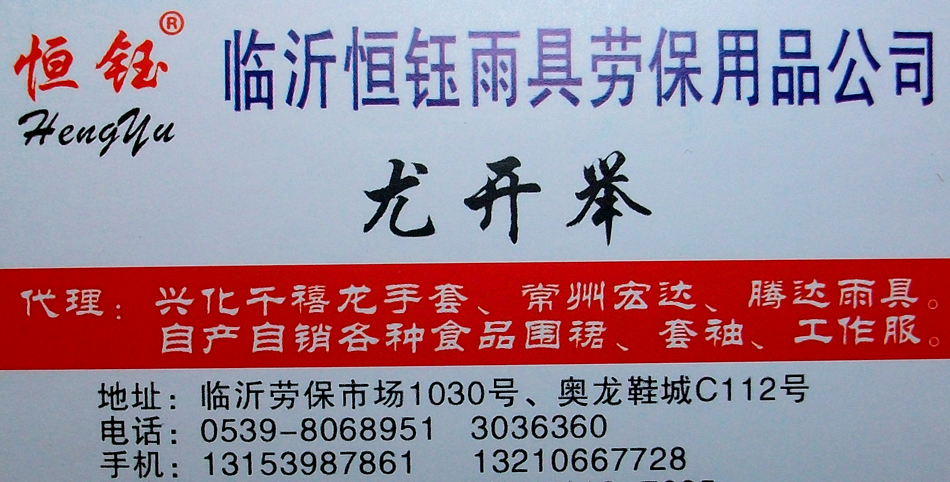 恒钰®
HengYu
临沂恒钰雨具劳保用品公司
尤开举
代理：兴化千禧龙手套、常州宏达、腾达雨具。
自产自销各种食品围裙、套袖、工作服。
地址：临沂劳保市场1030号、奥龙鞋城C112号
电话：0539-8068951 3036360
手机：13153987861 13210667728